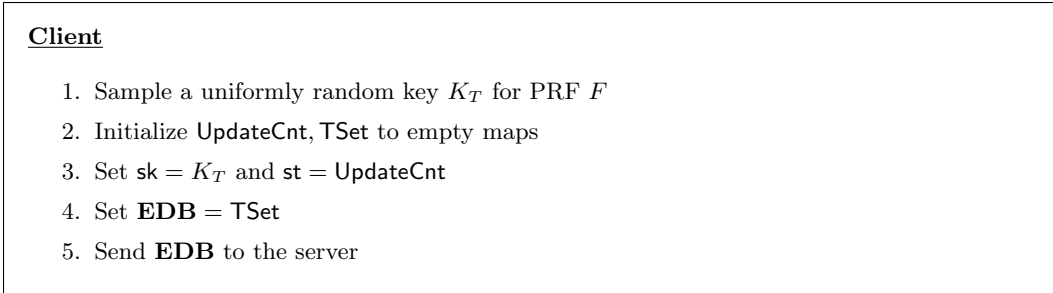 Client
1. Sample a uniformly random key K_T for PRF F
2. Initialize UpdateCnt, TSet to empty maps
3. Set sk = K_T and st = UpdateCnt
4. Set EDB = TSet
5. Send EDB to the server